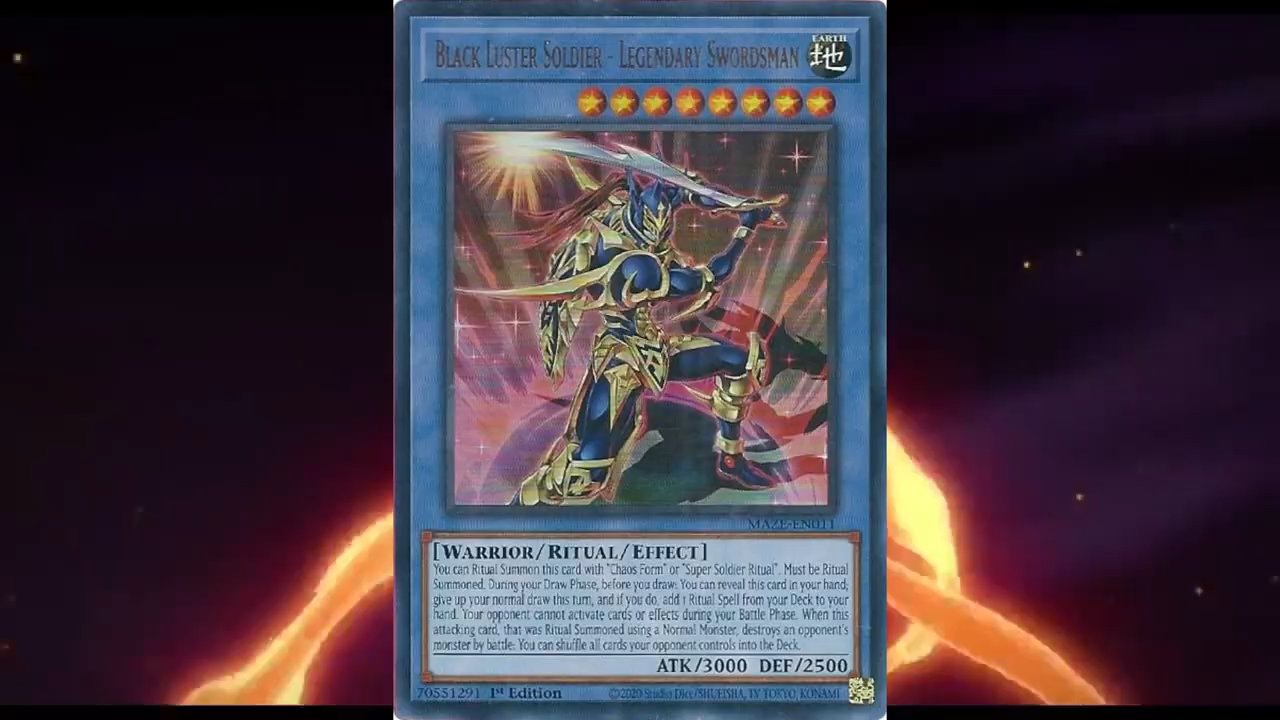 BLACK LUSTER SOLDIER - LEGENDARY SWORDSMAN
EARTH
地
MAZE-EN011
[WARRIOR/RITUAL/EFFECT]
You can Ritual Summon this card with "Chaos Form" or "Super Soldier Ritual". Must be Ritual
Summoned. During your Draw Phase, before you draw: You can reveal this card in your hand;
give up your normal draw this turn, and if you do, add 1 Ritual Spell from your Deck to your
hand. Your opponent cannot activate cards or effects during your Battle Phase. When this
attacking card, that was Ritual Summoned using a Normal Monster, destroys an opponent's
monster by battle: You can shuffle all cards your opponent controls into the Deck.
ATK/3000 DEF/2500
70551291 1st Edition ©2020 Studio Dice/SHUEISHA, TV TOKYO, KONAMI